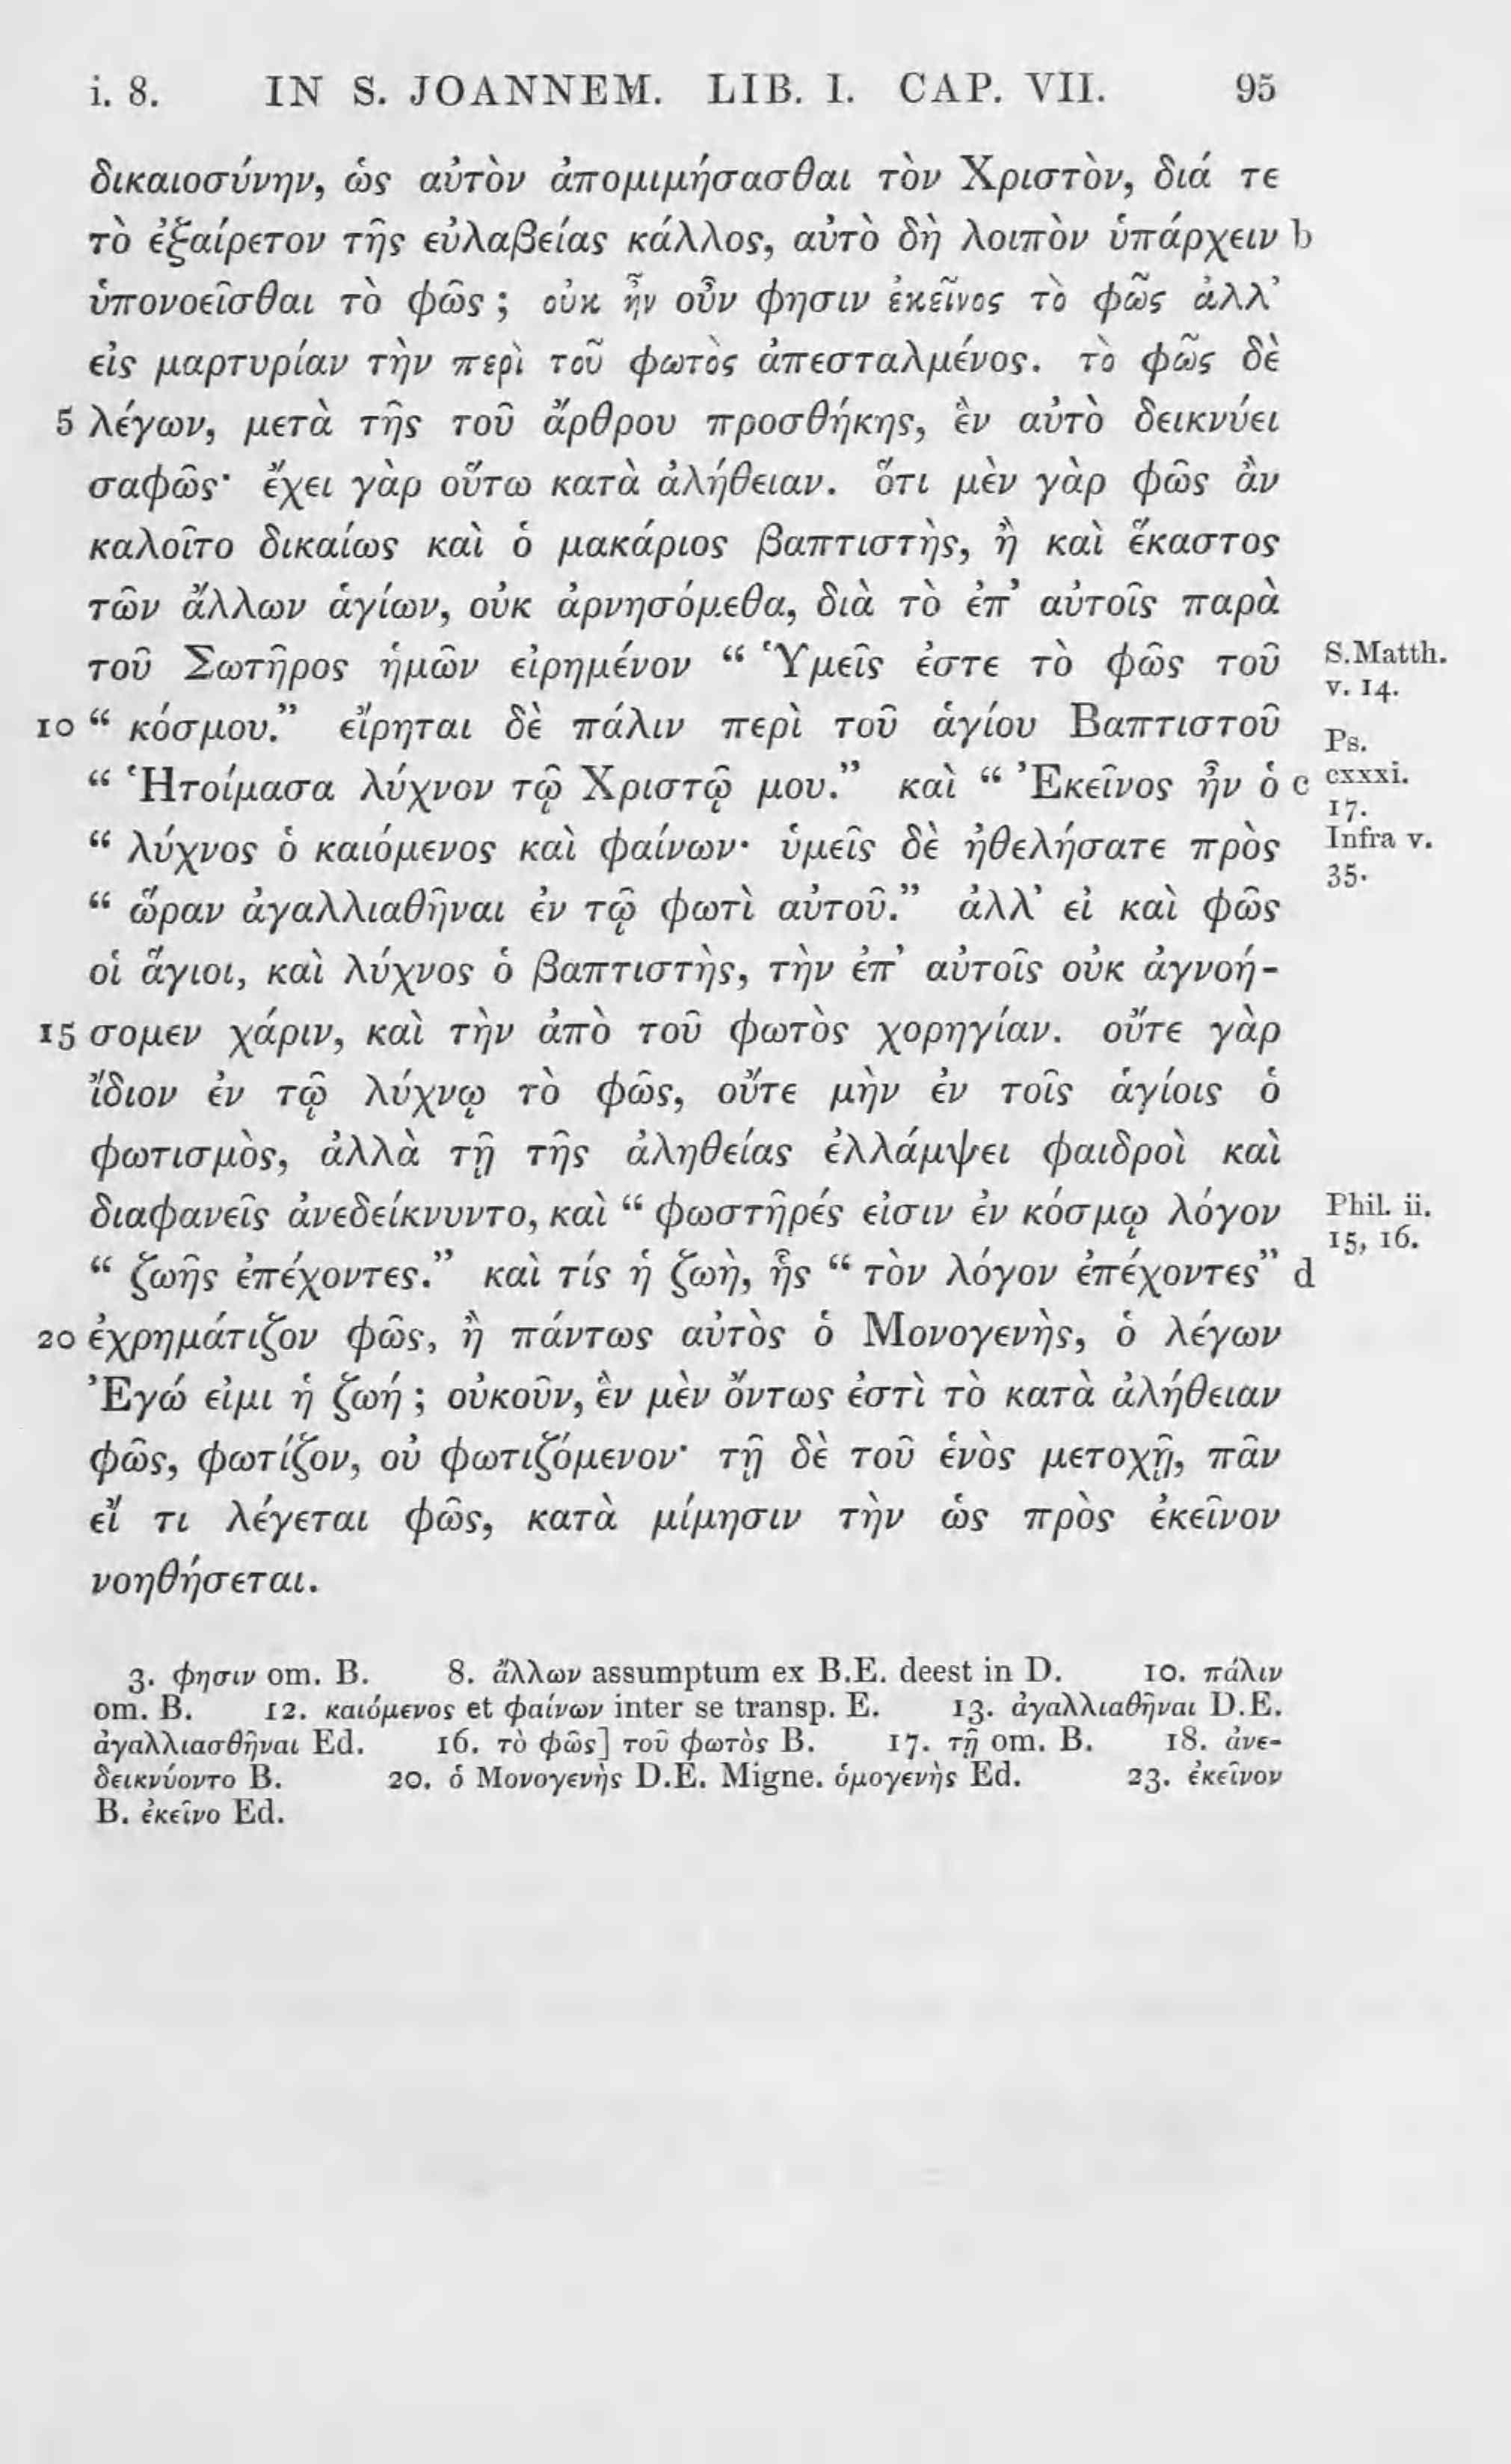 i. 8. IN S. JOANNEM. LIB. I. CAP. VII. 95
δικαιοσύνην, ὡς αὐτὸν ἀπομιμήσασθαι τὸν Χριστὸν, διά τε
τὸ ἐξαίρετον τῆς εὐλαβείας κάλλος, αὐτὸ δὴ λοιπὸν ὑπάρχειν b
ὑπονοεῖσθαι τὸ φῶς ; οὐκ ἦν οὖν φησιν ἐκεῖνος τὸ φῶς ἀλλ’
εἰς μαρτυρίαν τὴν περὶ τοῦ φωτὸς ἀπεσταλμένος. τὸ φῶς δὲ
5 λέγων, μετὰ τῆς τοῦ ἄρθρου προσθήκης, ἓν αὐτὸ δεικνύει
σαφῶς· ἔχει γὰρ οὕτω κατὰ ἀλήθειαν. ὅτι μὲν γὰρ φῶς ἂν
καλοῖτο δικαίως καὶ ὁ μακάριος βαπτιστὴς, ἢ καὶ ἕκαστος
τῶν ἄλλων ἁγίων, οὐκ ἀρνησόμεθα, διὰ τὸ ἐπ’ αὐτοῖς παρὰ
τοῦ Σωτῆρος ἡμῶν εἰρημένον “ Ὑμεῖς ἐστε τὸ φῶς τοῦ S.Matth.
v. 14.
10 “ κόσμου.” εἴρηται δὲ πάλιν περὶ τοῦ ἁγίου Βαπτιστοῦ Ps.
“ Ἡτοίμασα λύχνον τῷ Χριστῷ μου.” καὶ “ Ἐκεῖνος ἦν ὁ c cxxxi.
17.
“ λύχνος ὁ καιόμενος καὶ φαίνων· ὑμεῖς δὲ ἠθελήσατε πρὸς Infra v.
35.
“ ὥραν ἀγαλλιαθῆναι ἐν τῷ φωτὶ αὐτοῦ.” ἀλλ’ εἰ καὶ φῶς
οἱ ἅγιοι, καὶ λύχνος ὁ βαπτιστὴς, τὴν ἐπ’ αὐτοῖς οὐκ ἀγνοή-
15 σομεν χάριν, καὶ τὴν ἀπὸ τοῦ φωτὸς χορηγίαν. οὔτε γὰρ
ἴδιον ἐν τῷ λύχνῳ τὸ φῶς, οὔτε μὴν ἐν τοῖς ἁγίοις ὁ
φωτισμὸς, ἀλλὰ τῇ τῆς ἀληθείας ἐλλάμψει φαιδροὶ καὶ
διαφανεῖς ἀνεδείκνυντο, καὶ “ φωστῆρές εἰσιν ἐν κόσμῳ λόγον Phil. ii.
15, 16.
“ ζωῆς ἐπέχοντες.” καὶ τίς ἡ ζωὴ, ἧς “ τὸν λόγον ἐπέχοντες” d
20 ἐχρημάτιζον φῶς, ἢ πάντως αὐτὸς ὁ Μονογενὴς, ὁ λέγων
Ἐγώ εἰμι ἡ ζωή ; οὐκοῦν, ἓν μὲν ὄντως ἐστὶ τὸ κατὰ ἀλήθειαν
φῶς, φωτίζον, οὐ φωτιζόμενον· τῇ δὲ τοῦ ἑνὸς μετοχῇ, πᾶν
εἴ τι λέγεται φῶς, κατὰ μίμησιν τὴν ὡς πρὸς ἐκεῖνον
νοηθήσεται.
3. φησιν om. B. 8. ἄλλων assumptum ex B.E. deest in D. 10. πάλιν
om. B. 12. καιόμενος et φαίνων inter se transp. E. 13. ἀγαλλιαθῆναι D.E.
ἀγαλλιασθῆναι Ed. 16. τὸ φῶς] τοῦ φωτὸς B. 17. τῇ om. B. 18. ἀνε-
δεικνύοντο B. 20. ὁ Μονογενὴς D.E. Migne. ὁμογενὴς Ed. 23. ἐκεῖνον
B. ἐκεῖνο Ed.